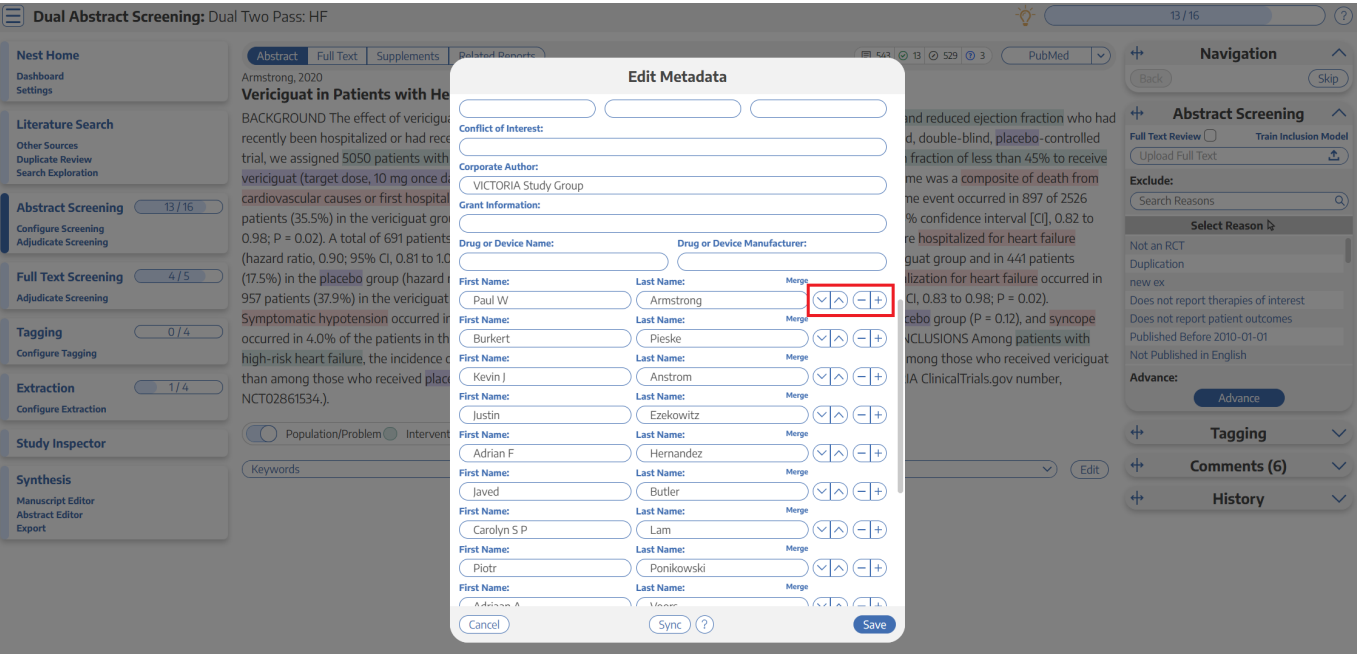 Dual Abstract Screening: Dual Two Pass: HF
13 / 16
?
Nest Home
Dashboard
Settings
Literature Search
Other Sources
Duplicate Review
Search Exploration
Abstract Screening 13 / 16
Configure Screening
Adjudicate Screening
Full Text Screening 4 / 5
Adjudicate Screening
Tagging 0 / 4
Configure Tagging
Extraction 1 / 4
Configure Extraction
Study Inspector
Synthesis
Manuscript Editor
Abstract Editor
Export
Abstract Full Text Supplements Related Reports
543 13 529 3 PubMed
Armstrong, 2020
Vericiguat in Patients with He
BACKGROUND The effect of vericigu and reduced ejection fraction who had
recently been hospitalized or had rece d, double-blind, placebo-controlled
trial, we assigned 5050 patients with fraction of less than 45% to receive
vericiguat (target dose, 10 mg once da me was a composite of death from
cardiovascular causes or first hospital ne event occurred in 897 of 2526
patients (35.5%) in the vericiguat gro % confidence interval [CI], 0.82 to
0.98; P = 0.02). A total of 691 patients re hospitalized for heart failure
(hazard ratio, 0.90; 95% CI, 0.81 to 1.0 guat group and in 441 patients
(17.5%) in the placebo group (hazard r lization for heart failure occurred in
957 patients (37.9%) in the vericiguat CI, 0.83 to 0.98; P = 0.02).
Symptomatic hypotension occurred in cebo group (P = 0.12), and syncope
occurred in 4.0% of the patients in th NCLUSIONS Among patients with
high-risk heart failure, the incidence o mong those who received vericiguat
than among those who received place IA ClinicalTrials.gov number,
NCT02861534.).
Population/Problem Intervent
Keywords
Edit
Edit Metadata
Conflict of Interest:
Corporate Author:
VICTORIA Study Group
Grant Information:
Drug or Device Name: Drug or Device Manufacturer:
First Name: Last Name: Merge
Paul W Armstrong
First Name: Last Name: Merge
Burkert Pieske
First Name: Last Name: Merge
Kevin J Anstrom
First Name: Last Name: Merge
Justin Ezekowitz
First Name: Last Name: Merge
Adrian F Hernandez
First Name: Last Name: Merge
Javed Butler
First Name: Last Name: Merge
Carolyn S P Lam
First Name: Last Name: Merge
Piotr Ponikowski
First Name: Last Name: Merge
Adriaan A Voors
Cancel Sync ? Save
Navigation
Back Skip
Abstract Screening
Full Text Review Train Inclusion Model
Upload Full Text
Exclude:
Search Reasons
Select Reason
Not an RCT
Duplication
new ex
Does not report therapies of interest
Does not report patient outcomes
Published Before 2010-01-01
Not Published in English
Advance:
Advance
Tagging
Comments (6)
History